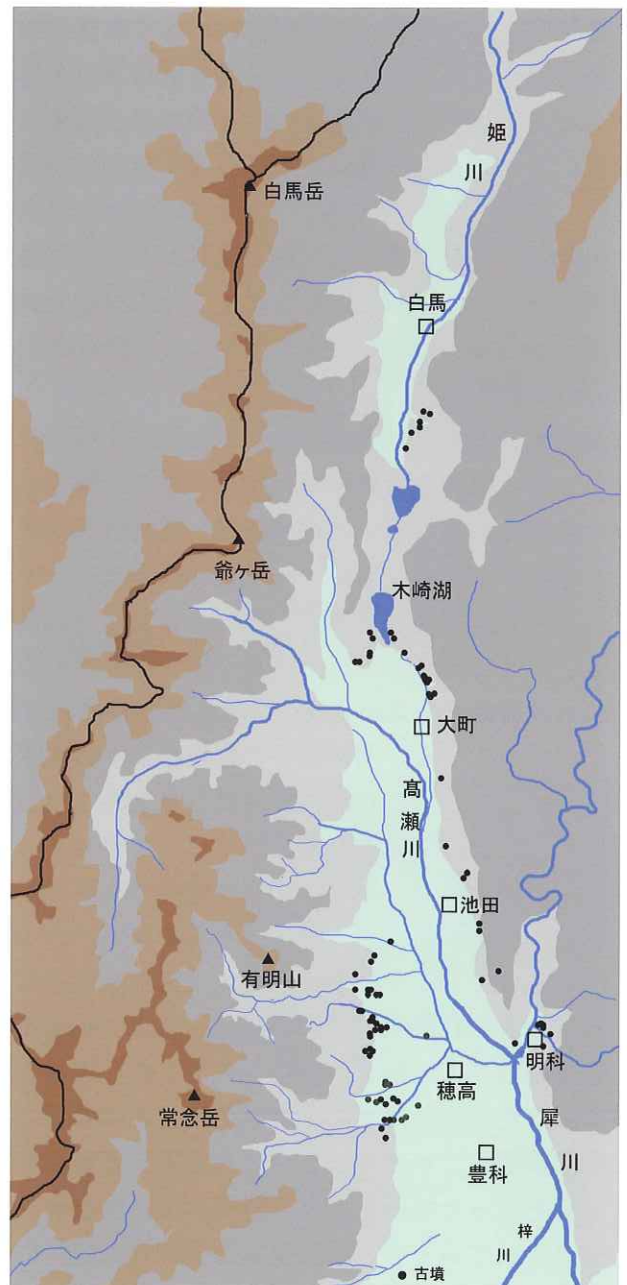 姫川
白馬岳
白馬
爺ヶ岳
木崎湖
大町
高瀬川
池田
有明山
明科
穂高
常念岳
犀川
豊科
梓川
古墳